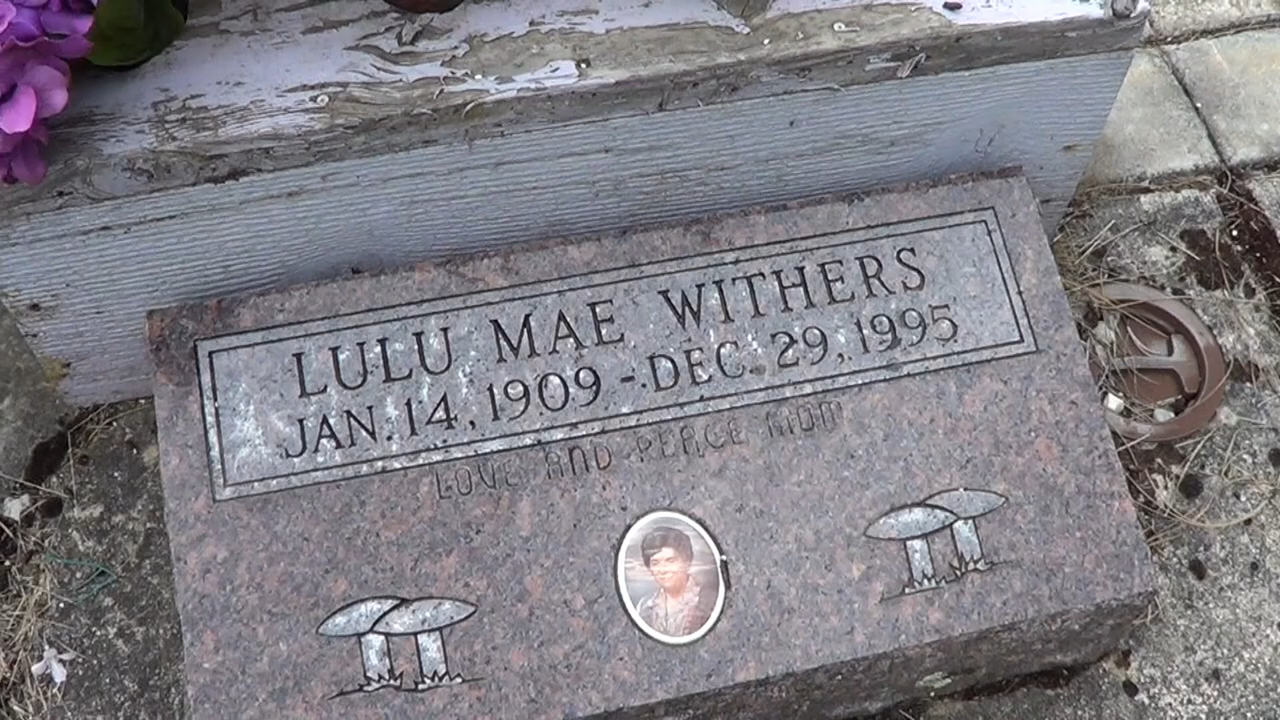 LULU MAE WITHERS
JAN. 14, 1909 - DEC. 29, 1995
LOVE AND PEACE MOM